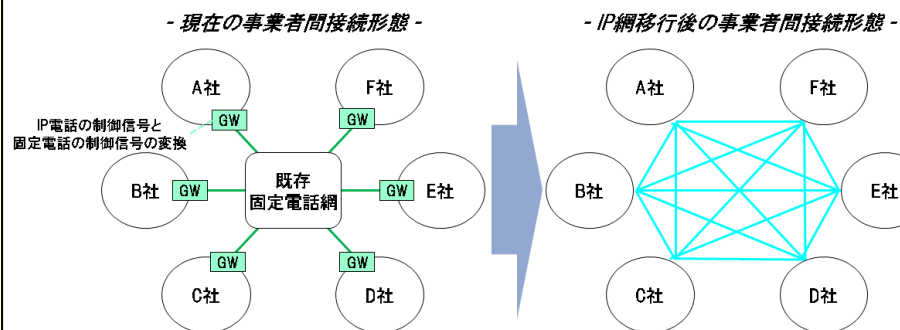 - 現在の事業者間接続形態 -
- IP網移行後の事業者間接続形態 -
A社
F社
GW
GW
IP電話の制御信号と
固定電話の制御信号の変換
B社
GW
既存
固定電話網
GW
E社
GW
GW
C社
D社
A社
F社
B社
E社
C社
D社